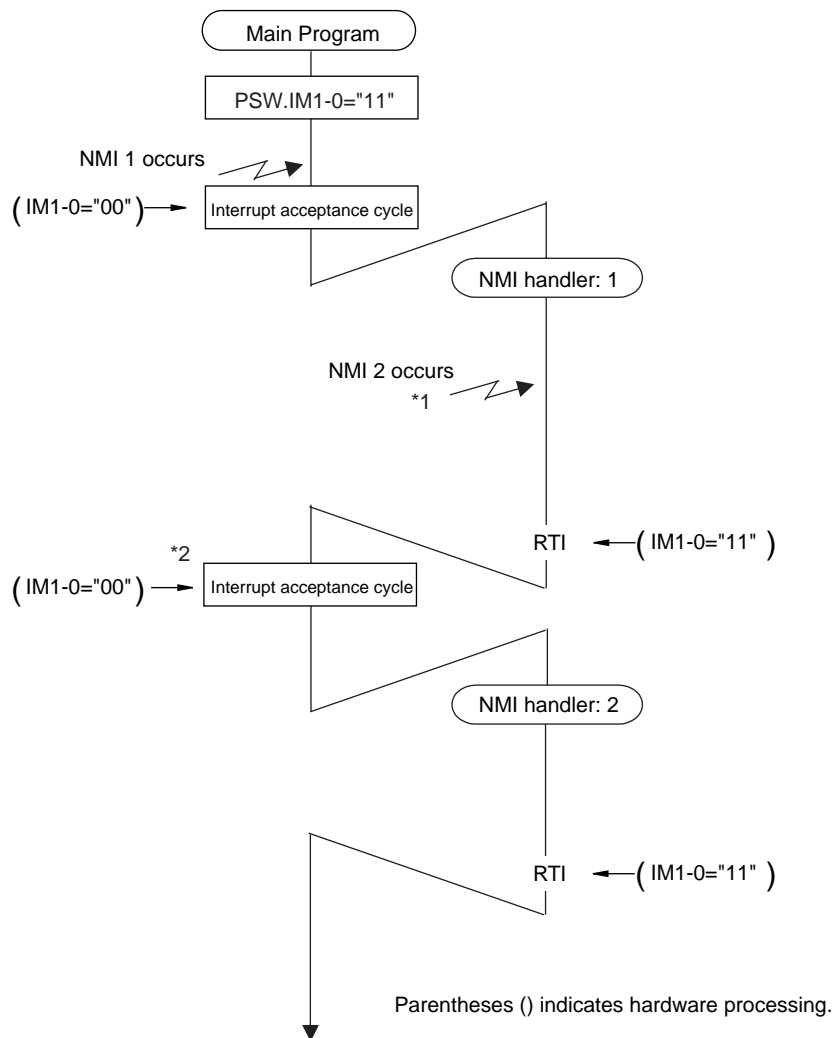 Main Program
PSW.IM1-0="11"
NMI 1 occurs
( IM1-0="00" )
Interrupt acceptance cycle
NMI handler: 1
NMI 2 occurs
*1
RTI
( IM1-0="11" )
*2
( IM1-0="00" )
Interrupt acceptance cycle
NMI handler: 2
RTI
( IM1-0="11" )
Parentheses () indicates hardware processing.